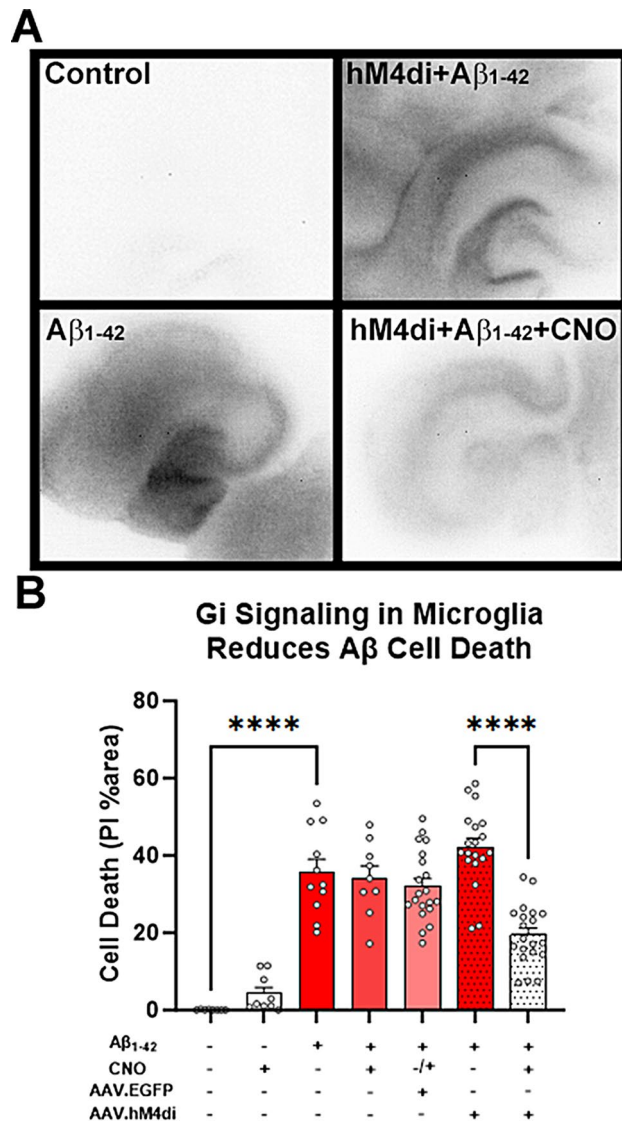 A
Control
hM4di+Aβ1-42
Aβ1-42
hM4di+Aβ1-42+CNO
B
Gi Signaling in Microglia
Reduces Aβ Cell Death
80
60
40
20
0
Cell Death (PI %area)
**** ****
Aβ1-42 - - + + + + +
CNO - + - + -/+ - +
AAV.EGFP - - - - + - -
AAV.hM4di - - - - - + +